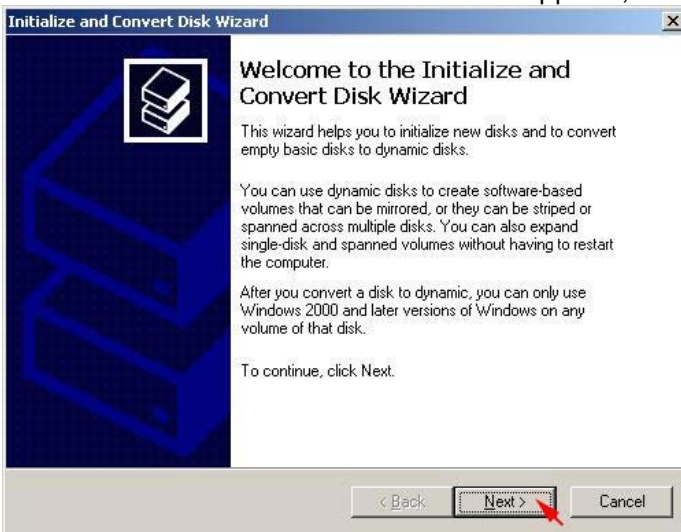 Initialize and Convert Disk Wizard
Welcome to the Initialize and
Convert Disk Wizard
This wizard helps you to initialize new disks and to convert
empty basic disks to dynamic disks.
You can use dynamic disks to create software-based
volumes that can be mirrored, or they can be striped or
spanned across multiple disks. You can also expand
single-disk and spanned volumes without having to restart
the computer.
After you convert a disk to dynamic, you can only use
Windows 2000 and later versions of Windows on any
volume of that disk.
To continue, click Next.
< Back Next > Cancel